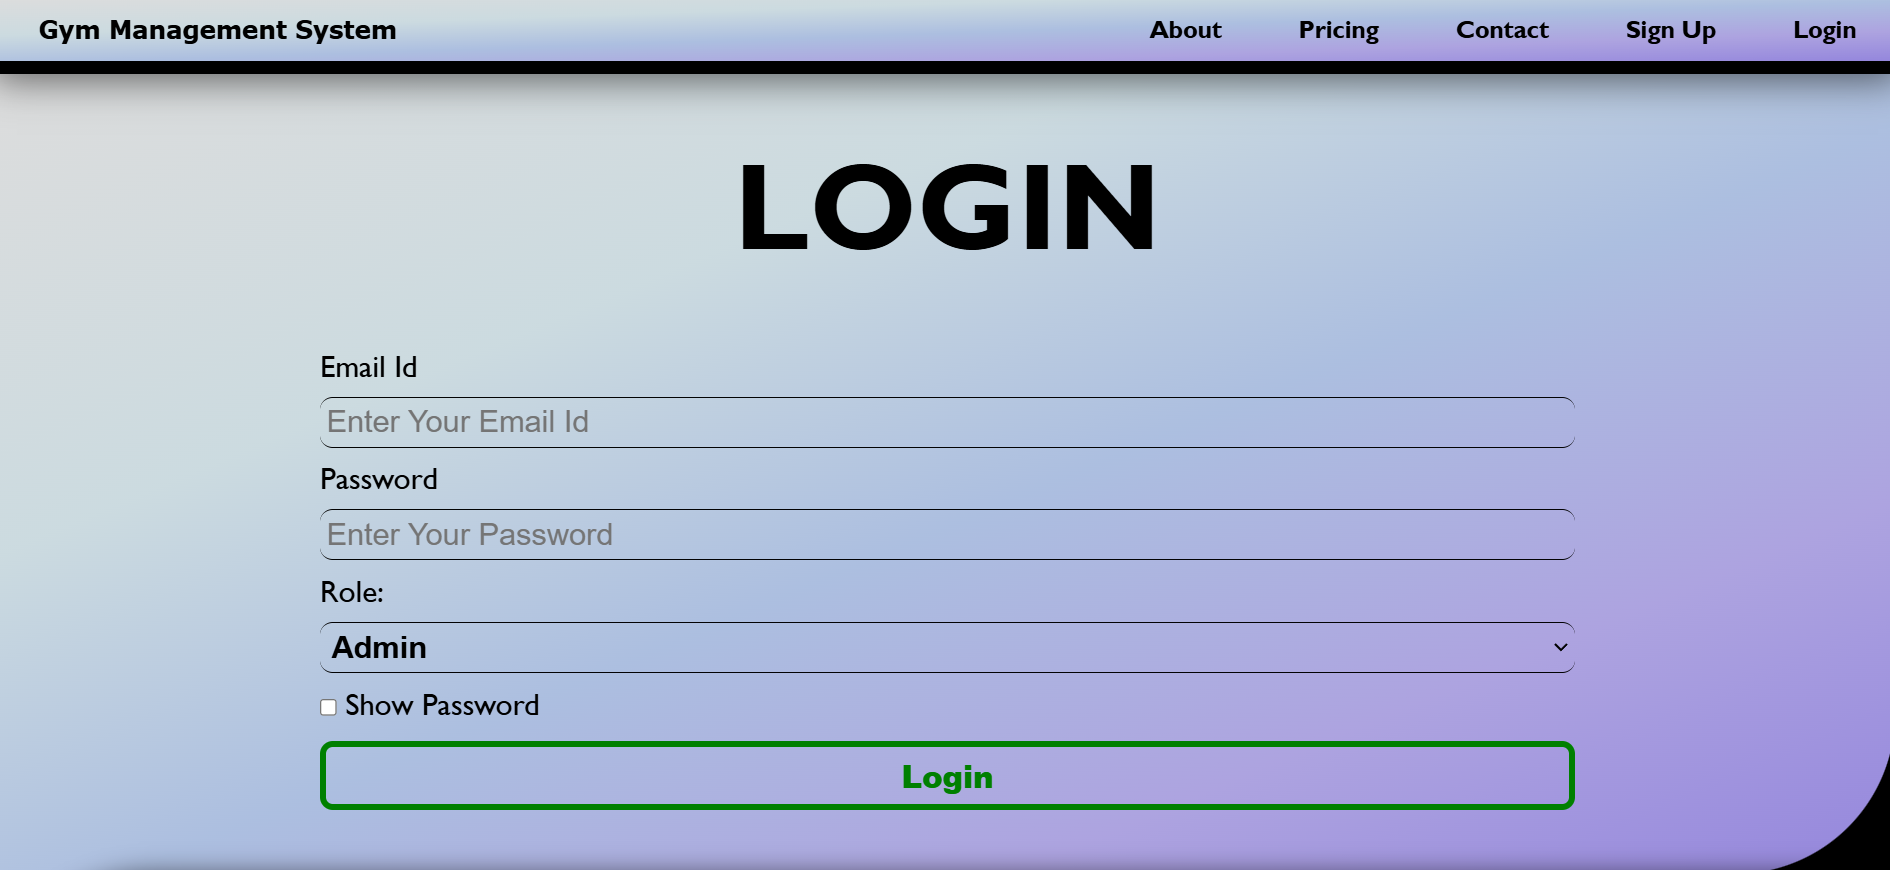 Gym Management System About Pricing Contact Sign Up Login
LOGIN
Email Id
Enter Your Email Id
Password
Enter Your Password
Role:
Admin
Show Password
Login